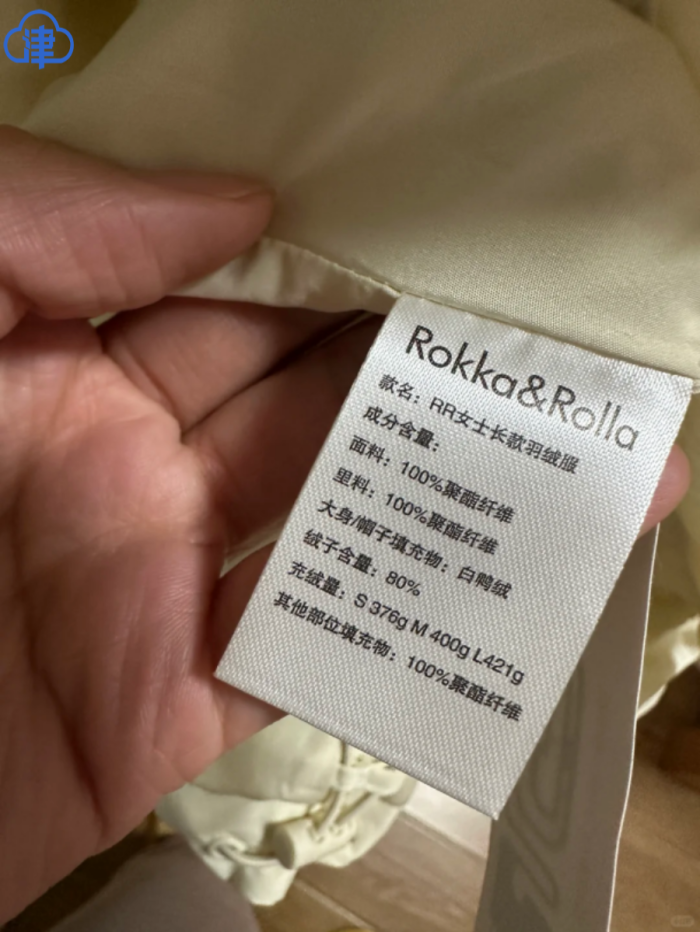 津
Rokka&Rolla
款名：RR女士长款羽绒服
成分含量：
面料：100%聚酯纤维
里料：100%聚酯纤维
大身/帽子填充物：白鸭绒
绒子含量：80%
充绒量：S 376g M 400g L421g
其他部位填充物：100%聚酯纤维